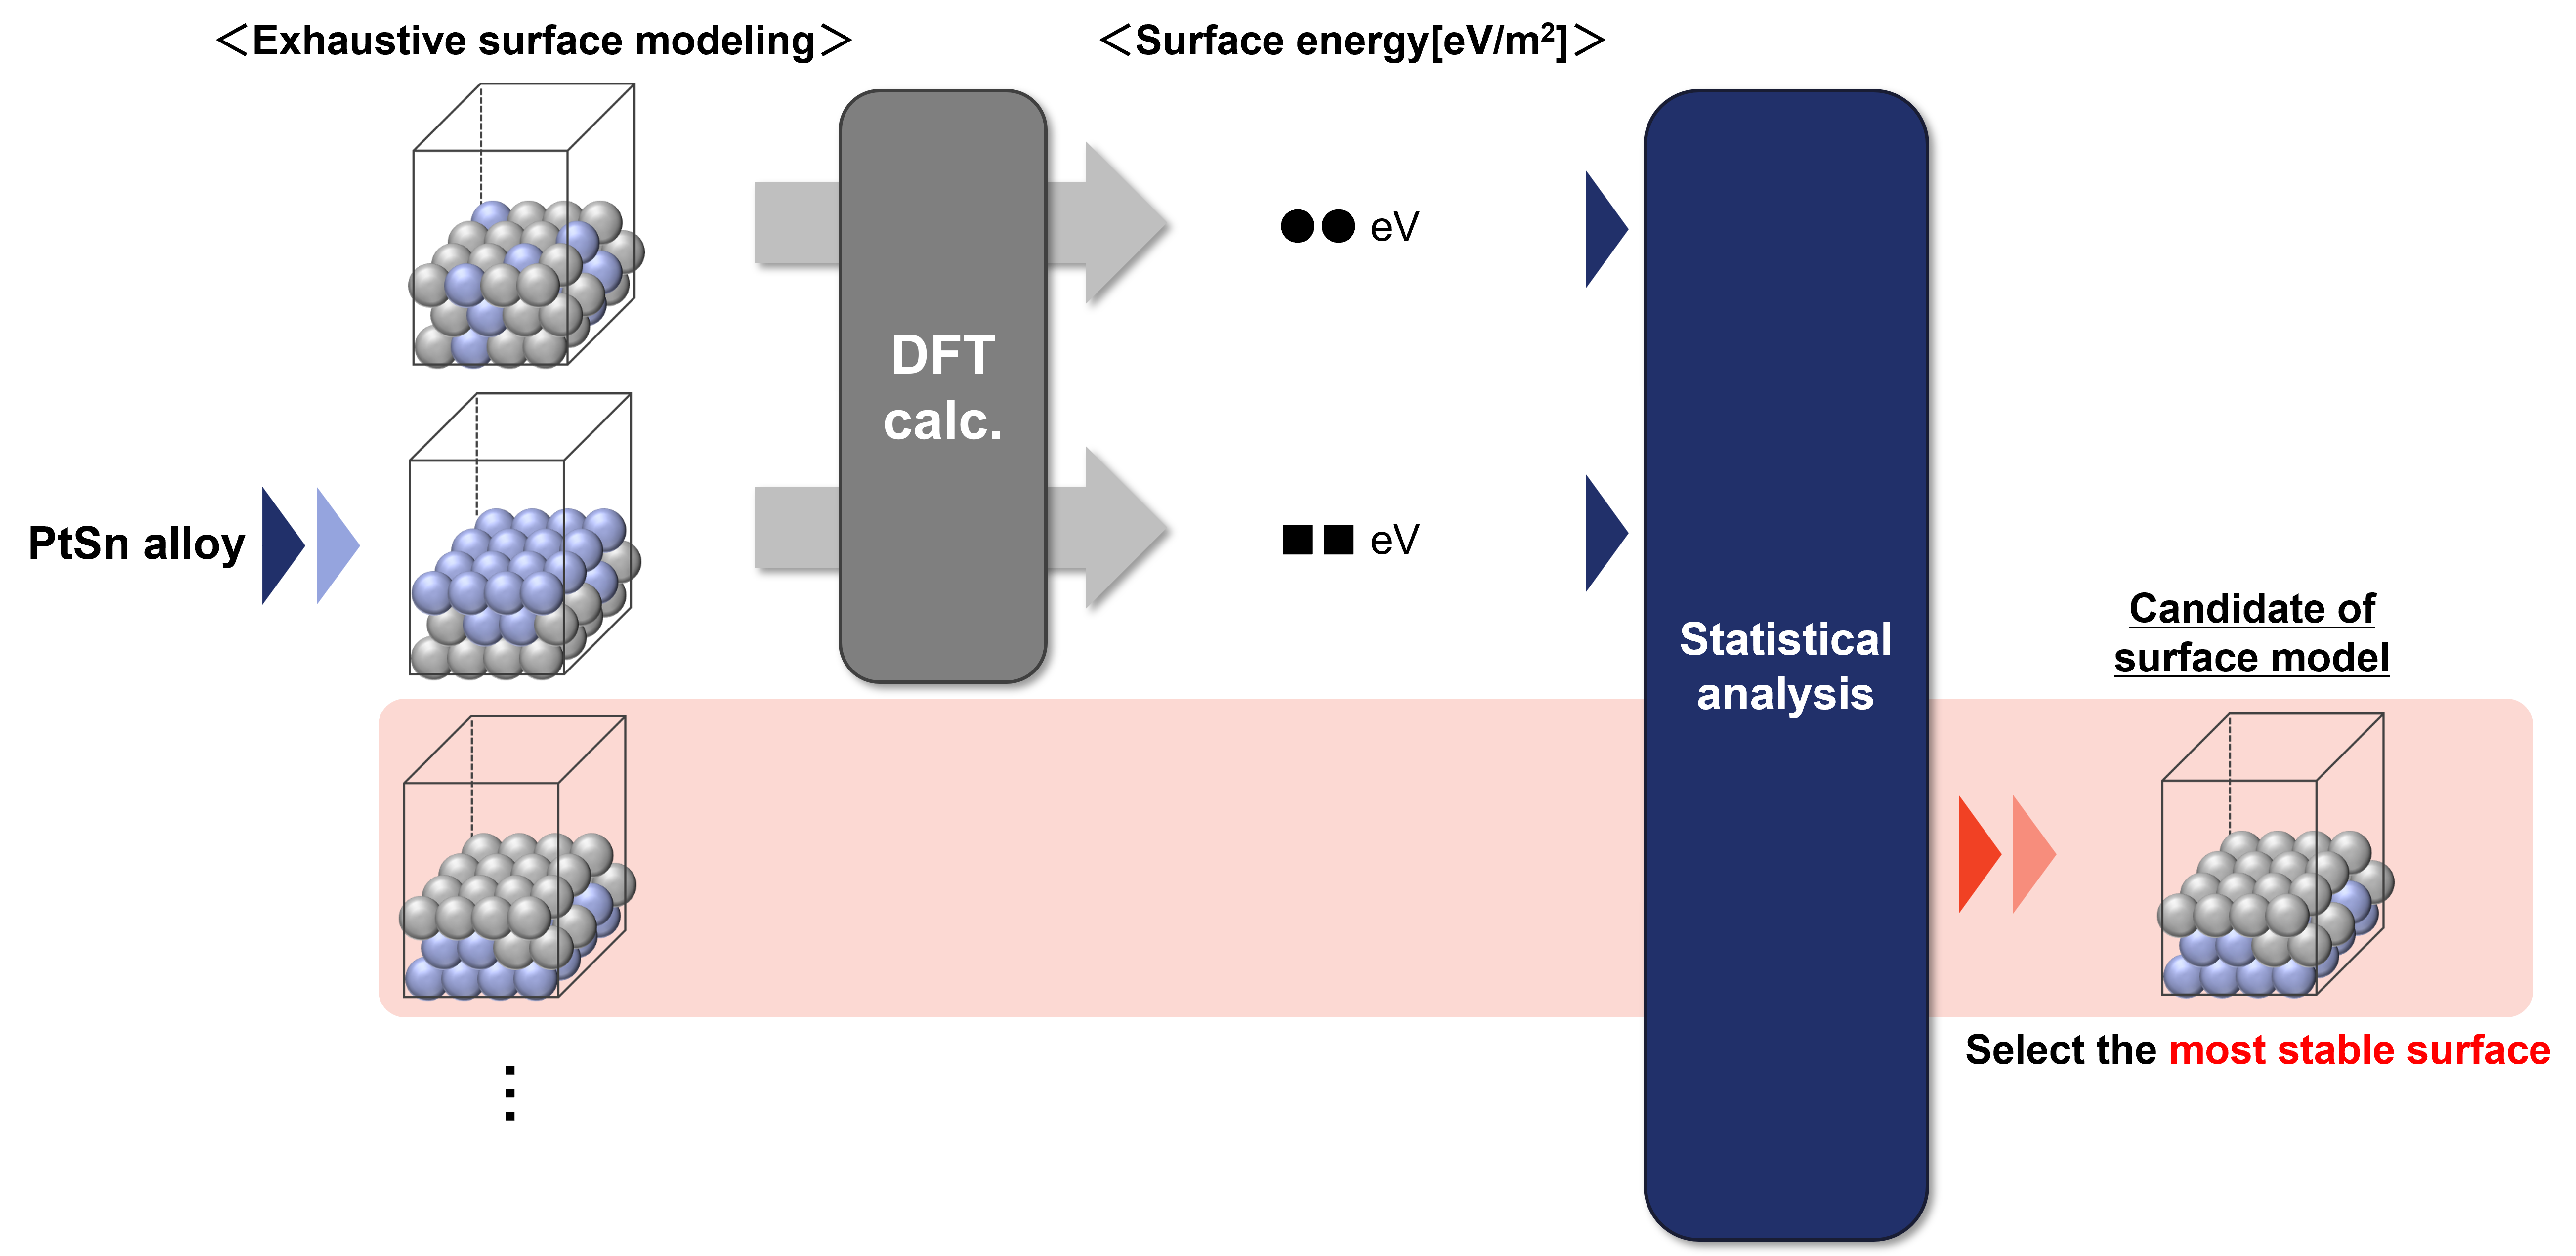 ＜Exhaustive surface modeling＞
＜Surface energy[eV/m²]＞
●● eV
DFT
calc.
PtSn alloy
■■ eV
Statistical
analysis
Candidate of
surface model
Select the most stable surface
⋮